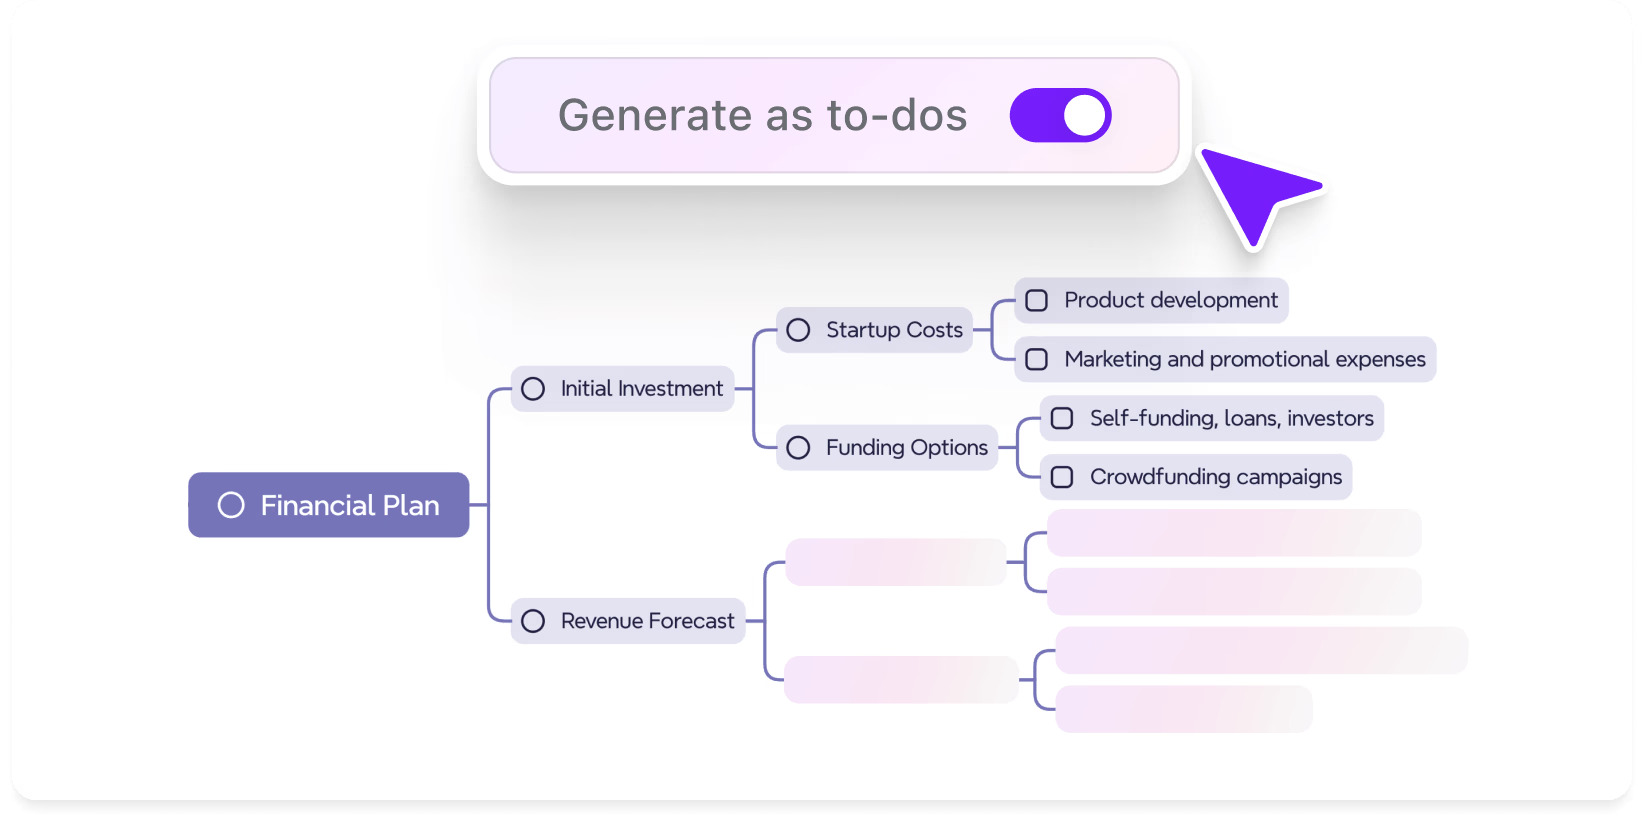 Generate as to-dos
Product development
Startup Costs
Marketing and promotional expenses
Initial Investment
Self-funding, loans, investors
Funding Options
Crowdfunding campaigns
Financial Plan
Revenue Forecast